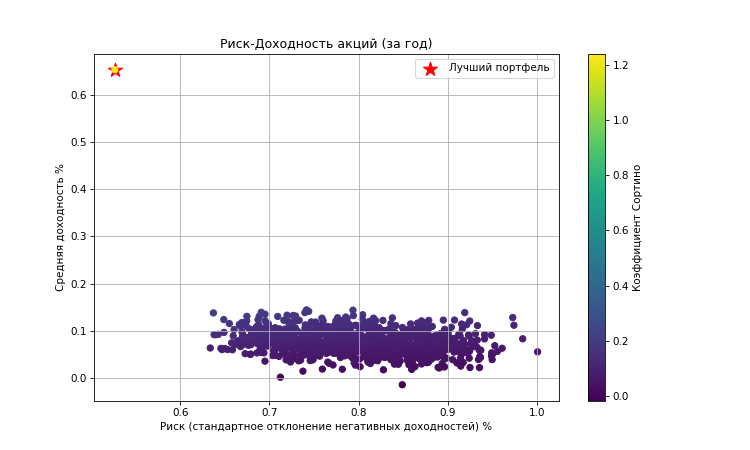 Риск-Доходность акций (за год)
Лучший портфель
Средняя доходность %
0.6
0.5
0.4
0.3
0.2
0.1
0.0
0.6 0.7 0.8 0.9 1.0
Риск (стандартное отклонение негативных доходностей) %
1.2
1.0
0.8
0.6
0.4
0.2
0.0
Коэффициент Сортино